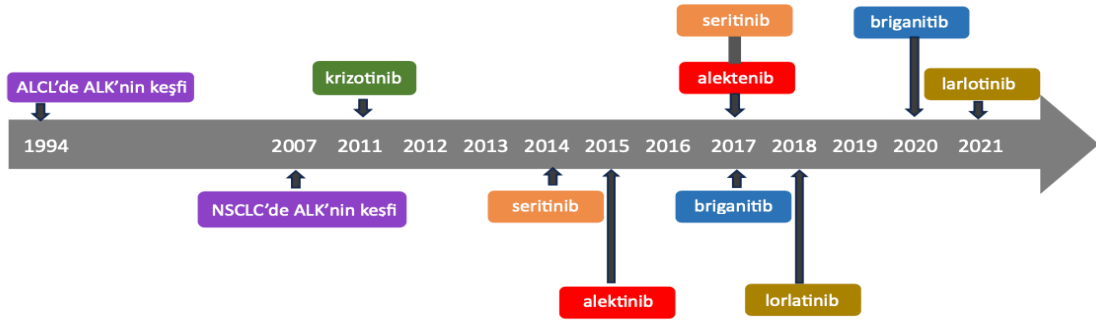 seritinib
briganitib
ALCL'de ALK'nin keşfi
krizotinib
alektenib
larlotinib
1994 2007 2011 2012 2013 2014 2015 2016 2017 2018 2019 2020 2021
NSCLC'de ALK'nin keşfi
seritinib
briganitib
alektinib
lorlatinib